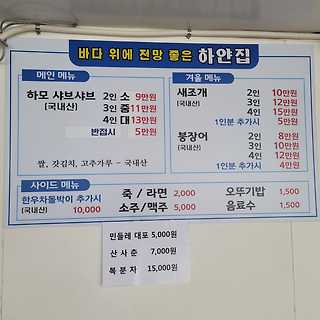 바다 위에 전망 좋은 하얀집
메인 메뉴
하모 샤브샤브 2인 소 9만원
(국내산) 3인 중 11만원
4인 대 13만원
반접시 5만원
쌀, 갓김치, 고추가루 - 국내산
겨울 메뉴
새조개 2인 10만원
(국내산) 3인 12만원
4인 15만원
1인분 추가시 5만원
붕장어 2인 8만원
(국내산) 3인 10만원
4인 12만원
1인분 추가시 4만원
사이드 메뉴
한우차돌박이 추가시
(국내산) 10,000
죽 / 라면 2,000
소주/맥주 5,000
오뚜기밥 1,500
음료수 1,500
민들레 대포 5,000원
산 사 춘 7,000원
복 분 자 15,000원